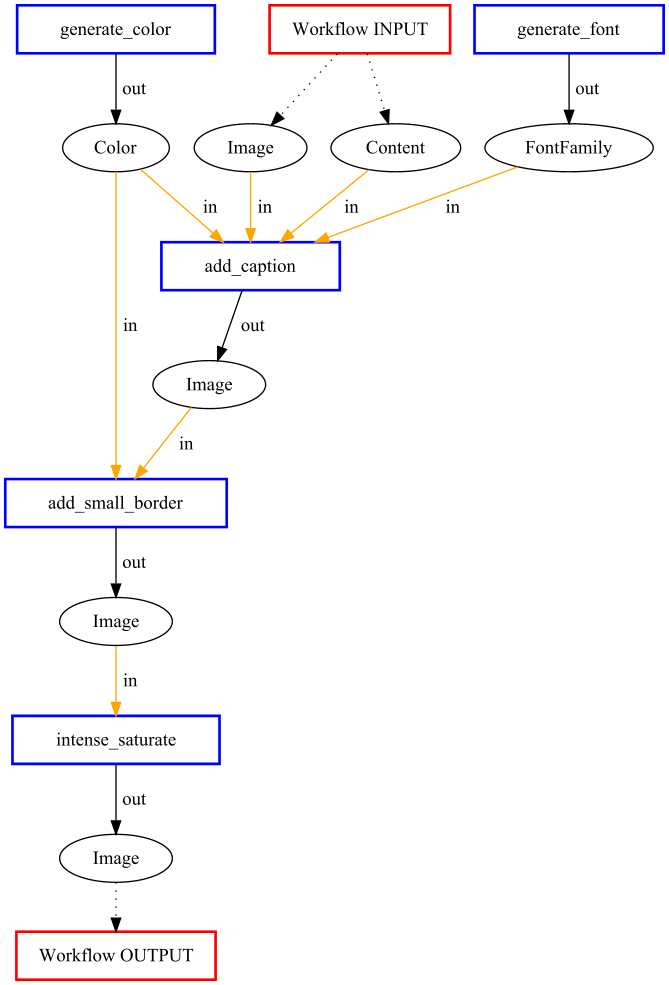 generate_color
Workflow INPUT
generate_font
out
out
Color
Image
Content
FontFamily
in
in
in
in
add_caption
in
out
Image
in
add_small_border
out
Image
in
intense_saturate
out
Image
Workflow OUTPUT